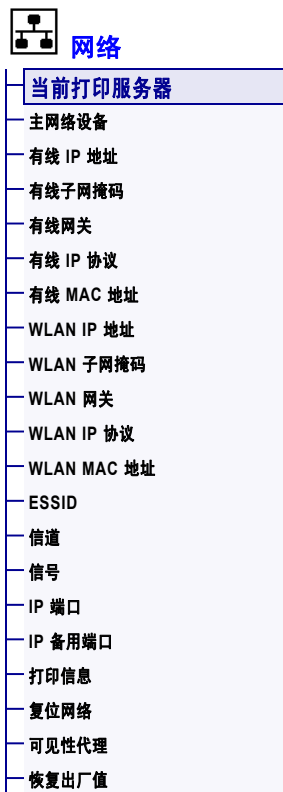 网络
当前打印服务器
主网络设备
有线 IP 地址
有线子网掩码
有线网关
有线 IP 协议
有线 MAC 地址
WLAN IP 地址
WLAN 子网掩码
WLAN 网关
WLAN IP 协议
WLAN MAC 地址
ESSID
信道
信号
IP 端口
IP 备用端口
打印信息
复位网络
可见性代理
恢复出厂值